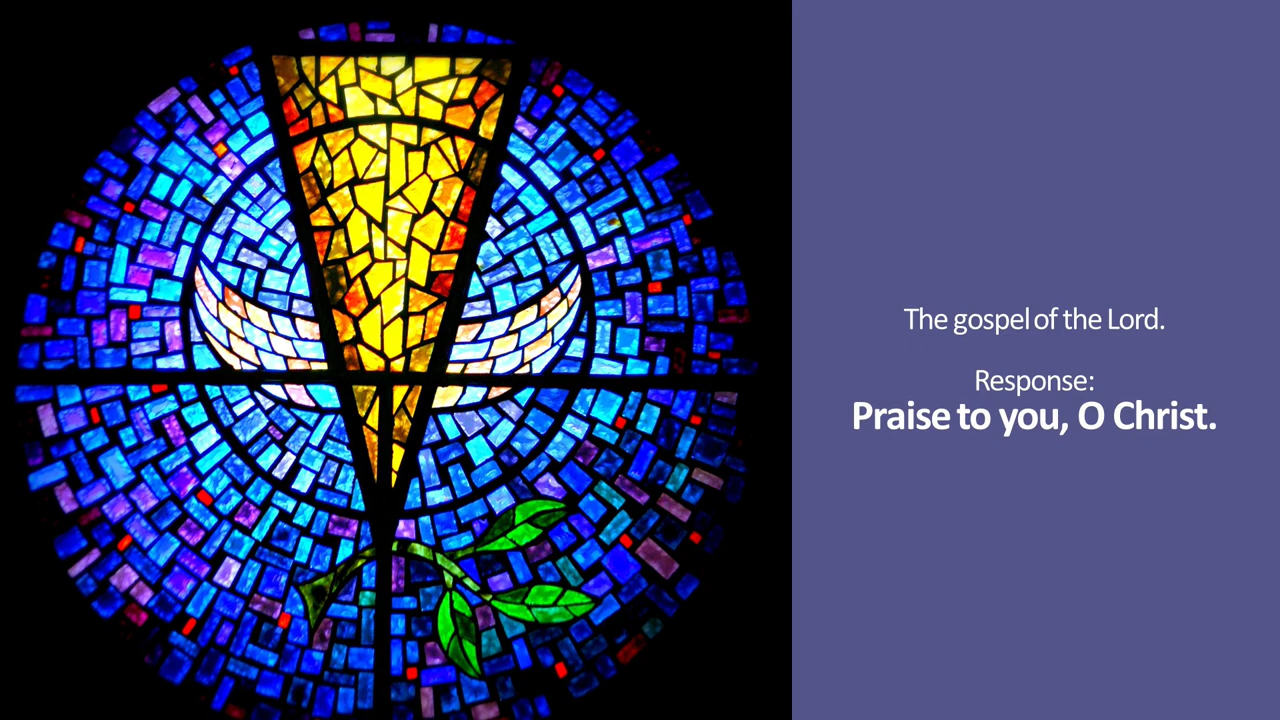 The gospel of the Lord.
Response:
Praise to you, O Christ.